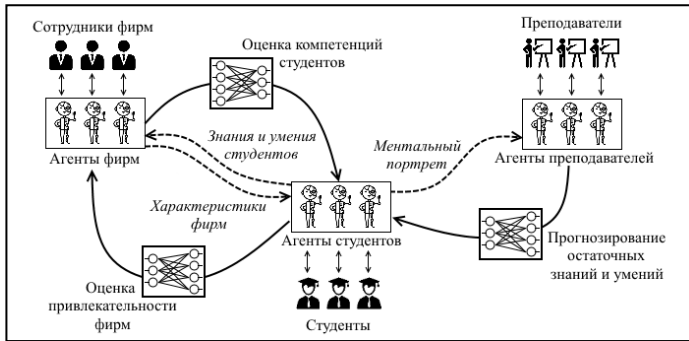 Сотрудники фирм
Оценка компетенций
студентов
Преподаватели
Агенты фирм
Знания и умения
студентов
Ментальный
портрет
Агенты преподавателей
Характеристики
фирм
Агенты студентов
Оценка
привлекательности
фирм
Прогнозирование
остаточных
знаний и умений
Студенты